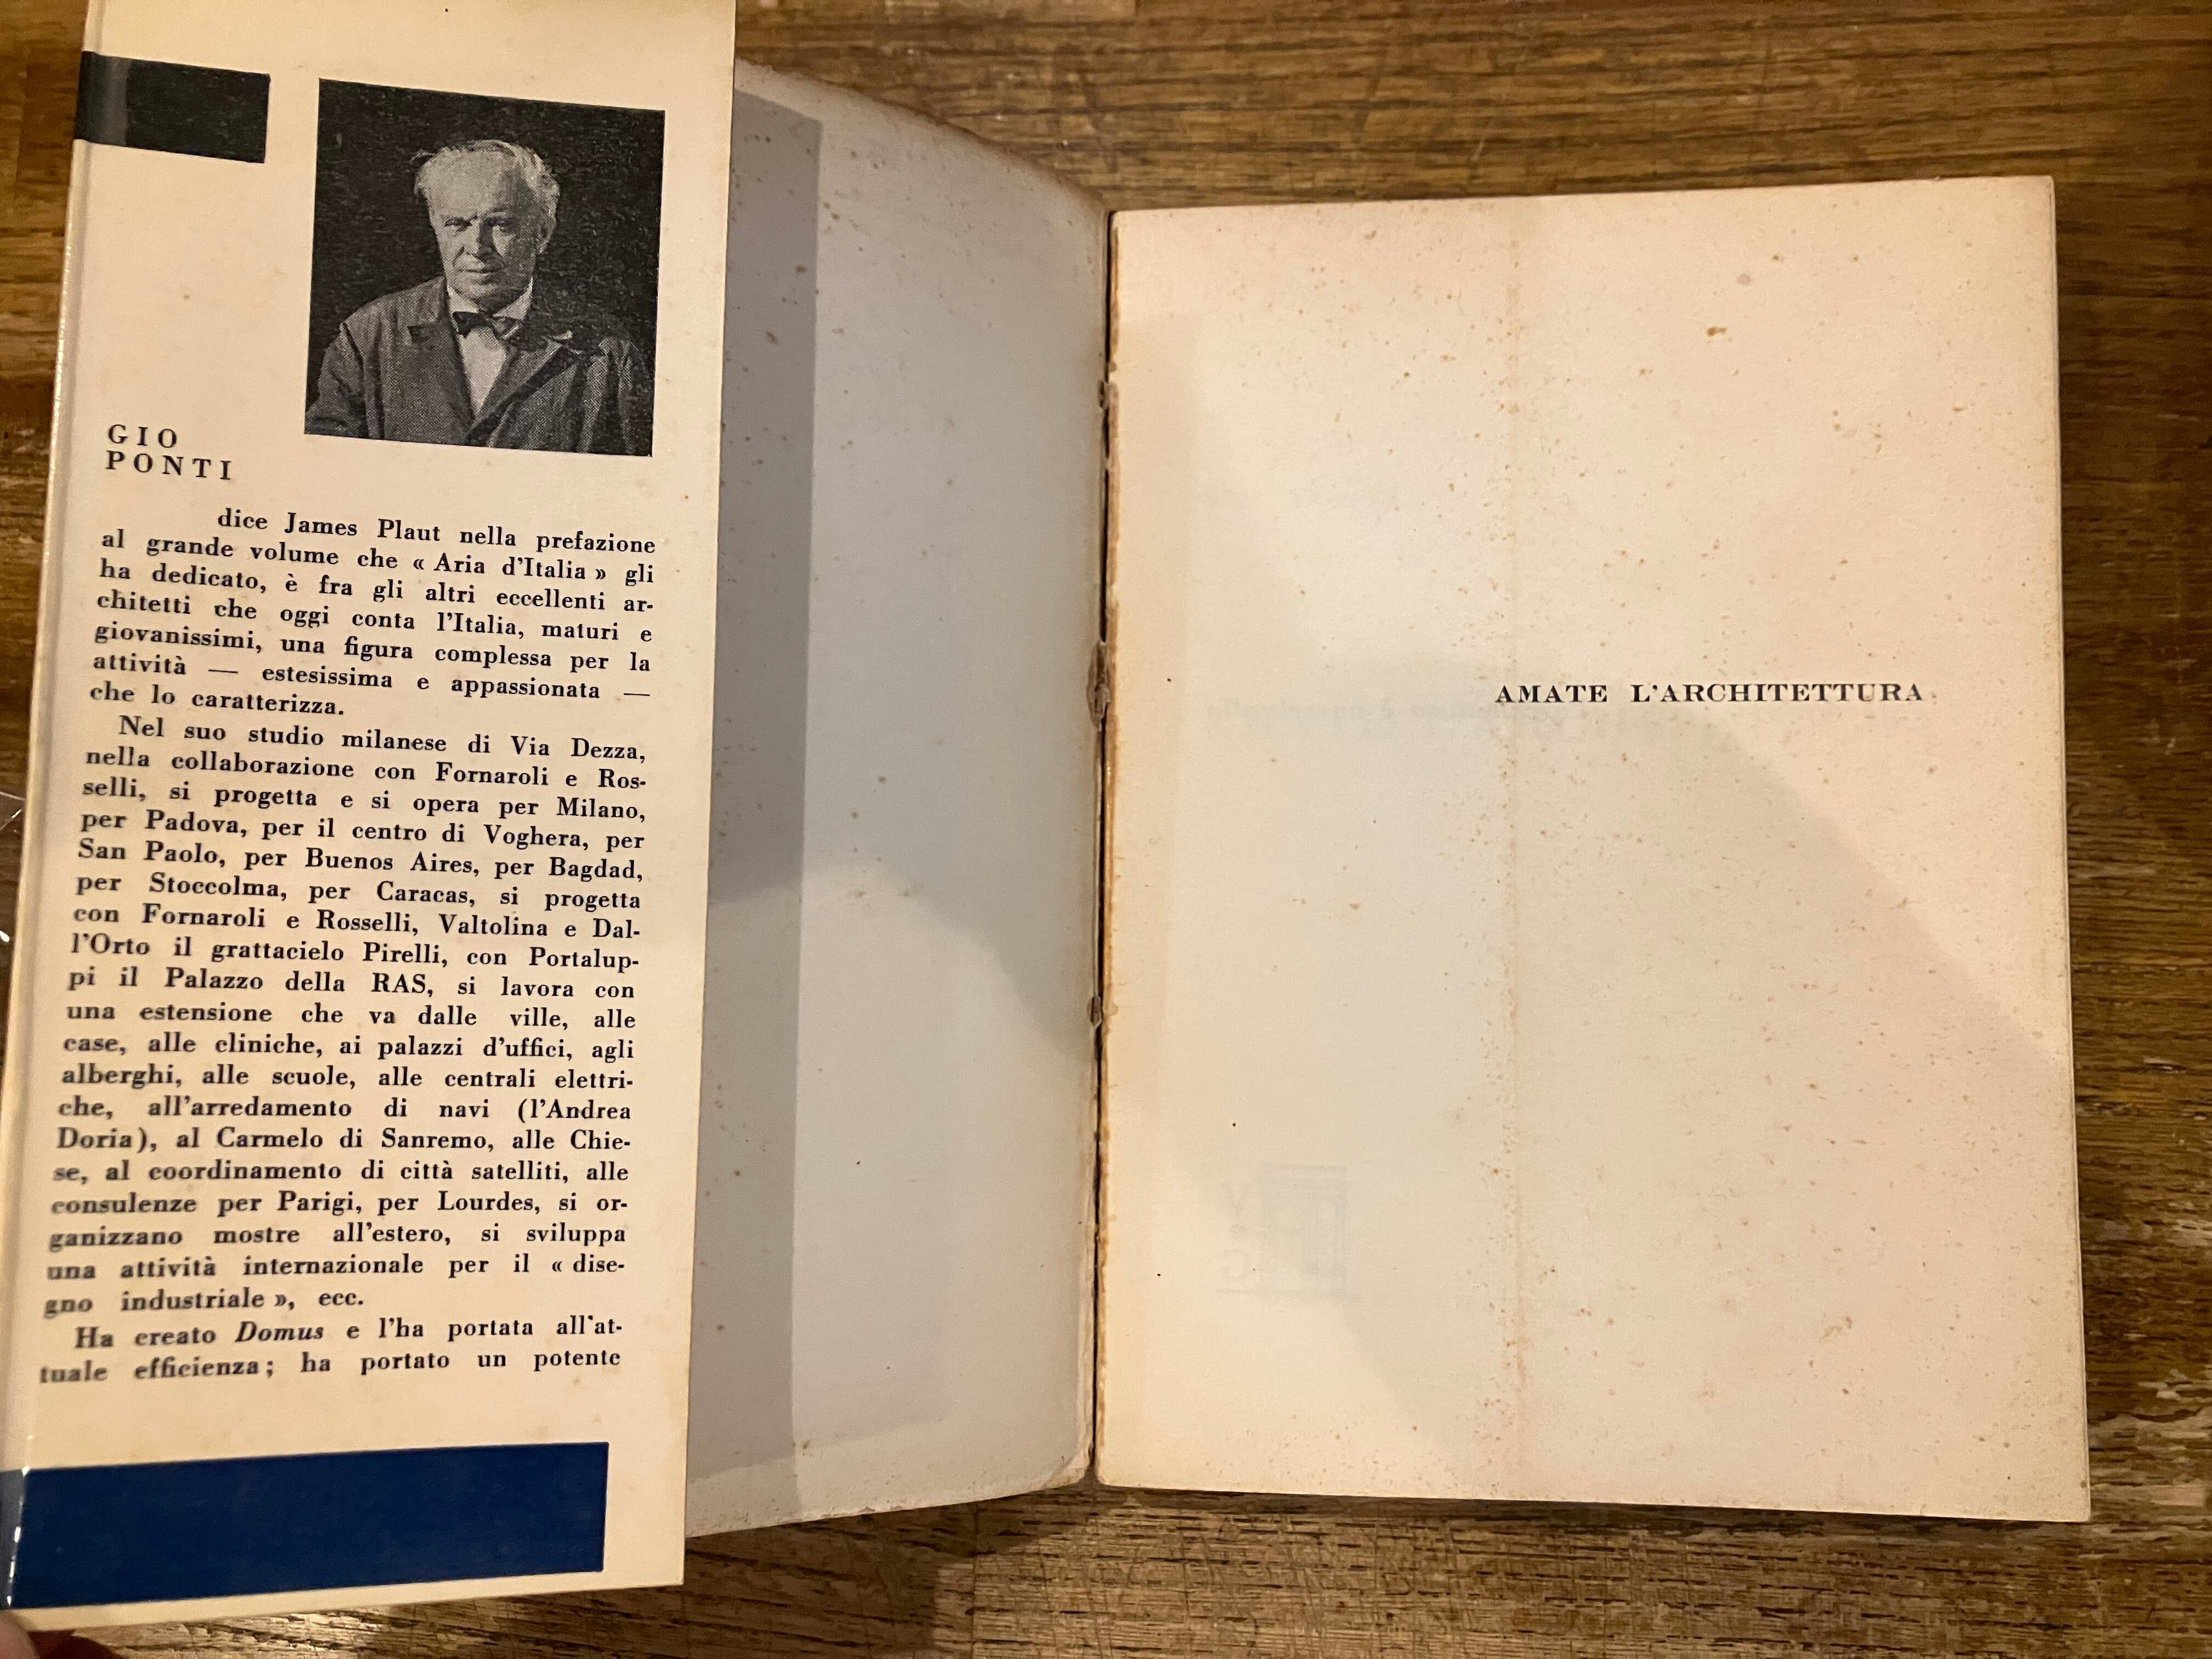 GIO
PONTI
dice James Plaut nella prefazione
al grande volume che « Aria d'Italia » gli
ha dedicato, è fra gli altri eccellenti ar-
chitetti che oggi conta l'Italia, maturi e
giovanissimi, una figura complessa per la
attività — estesissima e appassionata —
che lo caratterizza.
Nel suo studio milanese di Via Dezza,
nella collaborazione con Fornaroli e Ros-
selli, si progetta e si opera per Milano,
per Padova, per il centro di Voghera, per
San Paolo, per Buenos Aires, per Bagdad,
per Stoccolma, per Caracas, si progetta
con Fornaroli e Rosselli, Valtolina e Dal-
l'Orto il grattacielo Pirelli, con Portalup-
pi il Palazzo della RAS, si lavora con
una estensione che va dalle ville, alle
case, alle cliniche, ai palazzi d'uffici, agli
alberghi, alle scuole, alle centrali elettri-
che, all'arredamento di navi (l'Andrea
Doria), al Carmelo di Sanremo, alle Chie-
se, al coordinamento di città satelliti, alle
consulenze per Parigi, per Lourdes, si or-
ganizzano mostre all'estero, si sviluppa
una attività internazionale per il « dise-
gno industriale », ecc.
Ha creato Domus e l'ha portata all'at-
tuale efficienza; ha portato un potente
AMATE L'ARCHITETTURA